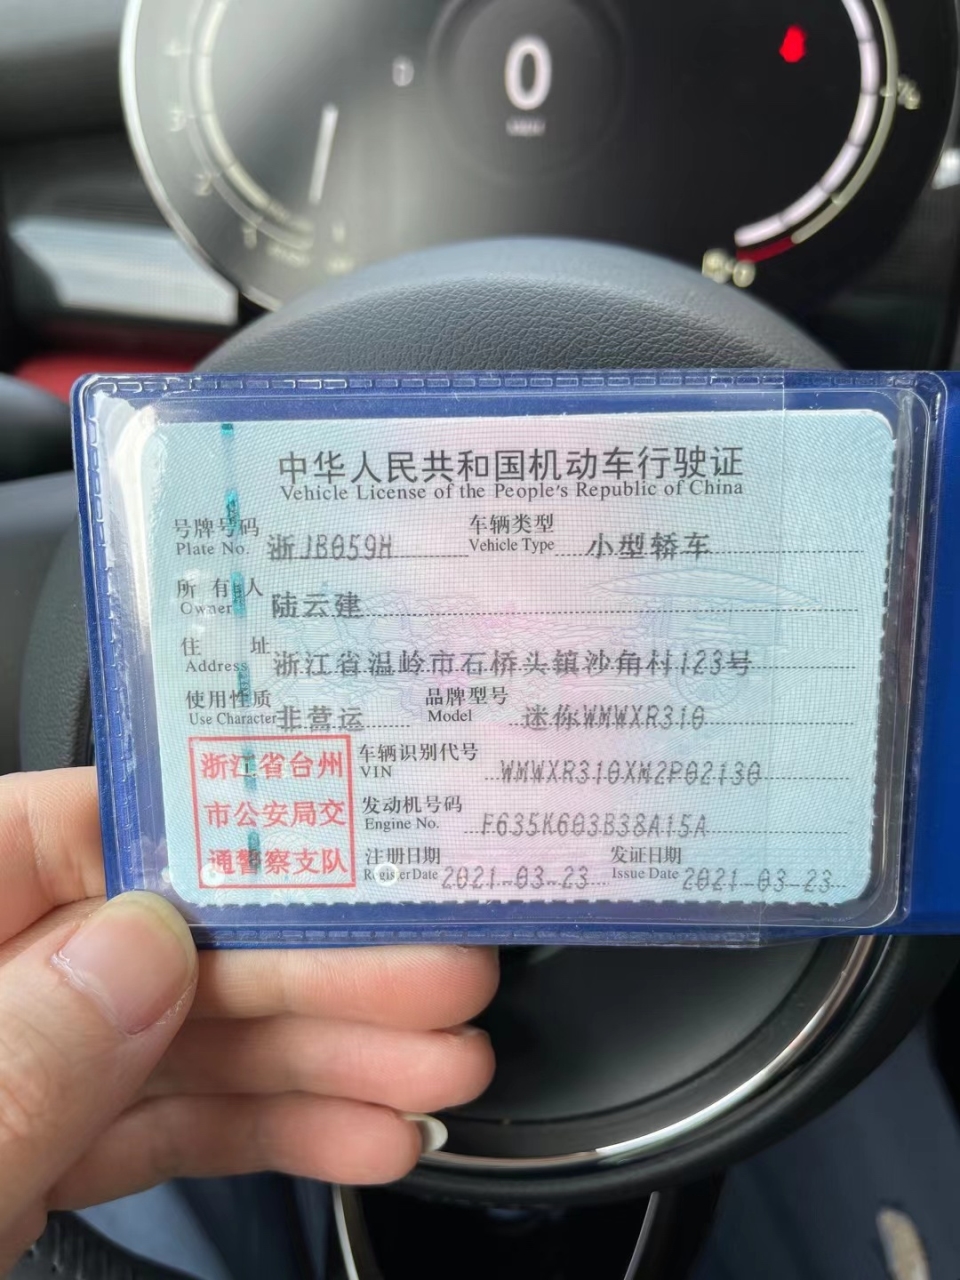 0
中华人民共和国机动车行驶证
Vehicle License of the People's Republic of China
号牌号码 Plate No. 浙JB059H 车辆类型 Vehicle Type 小型轿车
所有人 Owner 陆云建
住址 Address 浙江省温岭市石桥头镇沙角村123号
使用性质 Use Character 非营运 品牌型号 Model 迷你WMWXR310
浙江省台州
市公安局交
通警察支队
车辆识别代号 VIN WMWXR310XM2P02130
发动机号码 Engine No. F635K603B38A15A
注册日期 Register Date 2021-03-23 发证日期 Issue Date 2021-03-23